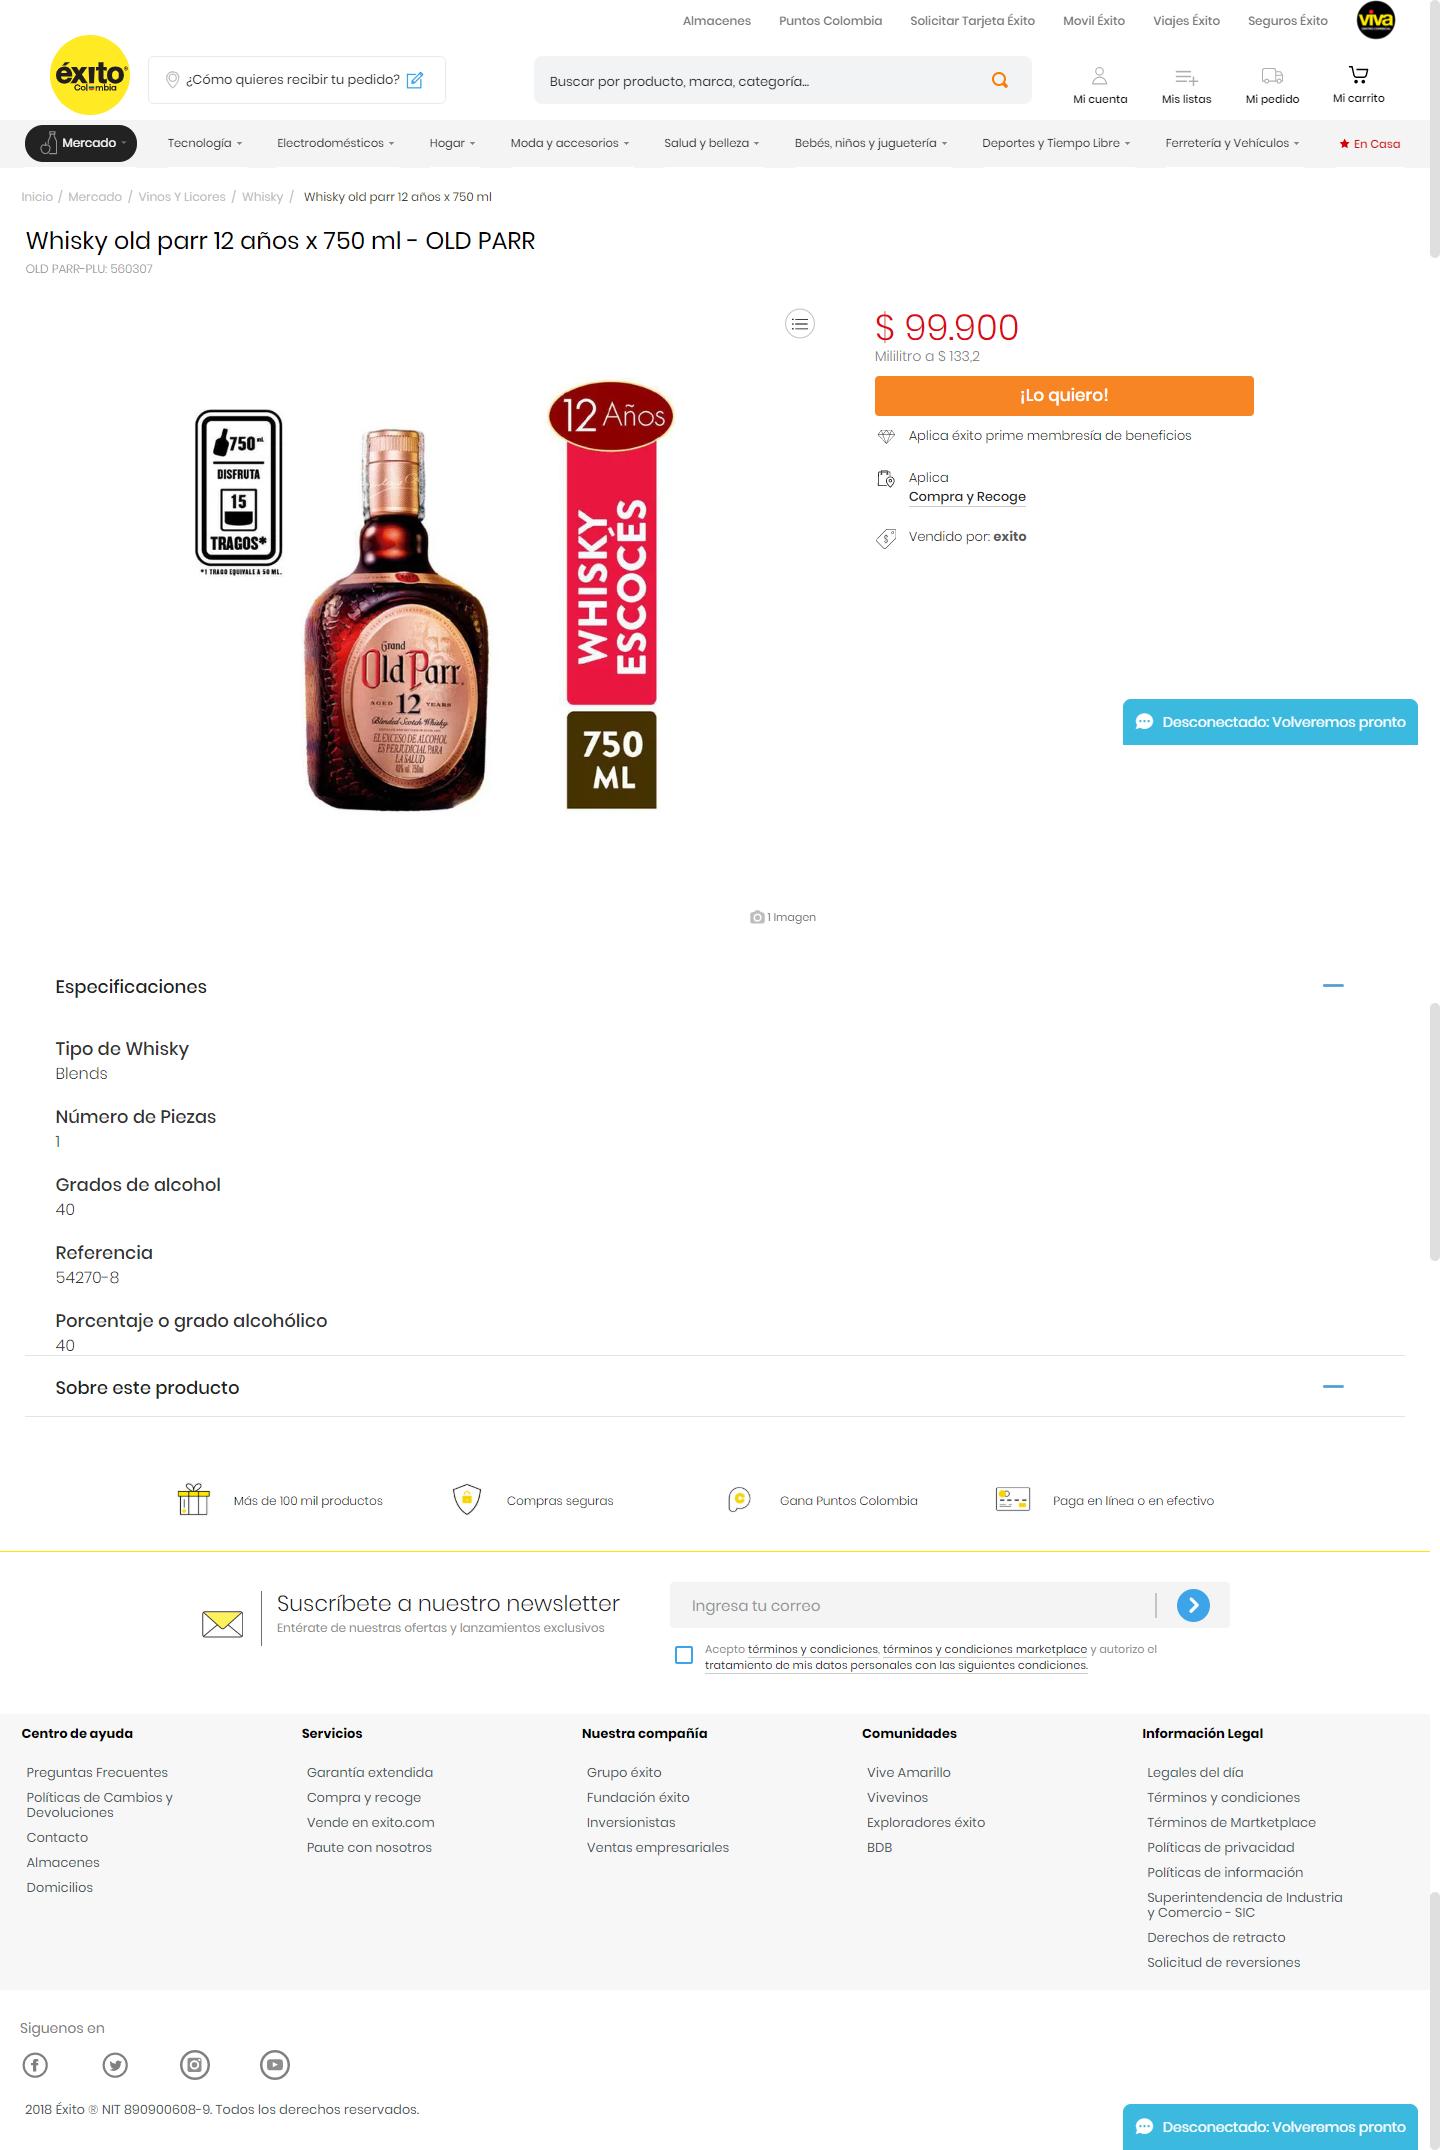 Almacenes Puntos Colombia Solicitar Tarjeta Éxito Movil Éxito Viajes Éxito Seguros Éxito viva
éxito
Colombia
¿Cómo quieres recibir tu pedido?
Buscar por producto, marca, categoría...
Mi cuenta Mis listas Mi pedido Mi carrito
Mercado Tecnología Electrodomésticos Hogar Moda y accesorios Salud y belleza Bebés, niños y juguetería Deportes y Tiempo Libre Ferretería y Vehículos En Casa
Inicio / Mercado / Vinos Y Licores / Whisky / Whisky old parr 12 años x 750 ml
Whisky old parr 12 años x 750 ml - OLD PARR
OLD PARR-PLU: 560307
$ 99.900
Mililitro a $ 133,2
¡Lo quiero!
Aplica éxito prime membresía de beneficios
Aplica
Compra y Recoge
Vendido por: exito
750 ml
DISFRUTA
15
TRAGOS*
*1 TRAGO EQUIVALE A 50 ML.
Grand
Old Parr
AGED 12 YEARS
Blended Scotch Whisky
EL EXCESO DE ALCOHOL
ES PERJUDICIAL PARA
LA SALUD
40% vol. 750ml
12 Años
WHISKY
ESCOCÉS
750
ML
Desconectado: Volveremos pronto
1 Imagen
Especificaciones
Tipo de Whisky
Blends
Número de Piezas
1
Grados de alcohol
40
Referencia
54270-8
Porcentaje o grado alcohólico
40
Sobre este producto
Más de 100 mil productos
Compras seguras
Gana Puntos Colombia
Paga en línea o en efectivo
Suscríbete a nuestro newsletter
Entérate de nuestras ofertas y lanzamientos exclusivos
Ingresa tu correo
Acepto términos y condiciones, términos y condiciones marketplace y autorizo el
tratamiento de mis datos personales con las siguientes condiciones.
Centro de ayuda
Preguntas Frecuentes
Políticas de Cambios y
Devoluciones
Contacto
Almacenes
Domicilios
Servicios
Garantía extendida
Compra y recoge
Vende en exito.com
Paute con nosotros
Nuestra compañía
Grupo éxito
Fundación éxito
Inversionistas
Ventas empresariales
Comunidades
Vive Amarillo
Vivevinos
Exploradores éxito
BDB
Información Legal
Legales del día
Términos y condiciones
Términos de Martketplace
Políticas de privacidad
Políticas de información
Superintendencia de Industria
y Comercio - SIC
Derechos de retracto
Solicitud de reversiones
Siguenos en
2018 Éxito ® NIT 890900608-9. Todos los derechos reservados.
Desconectado: Volveremos pronto